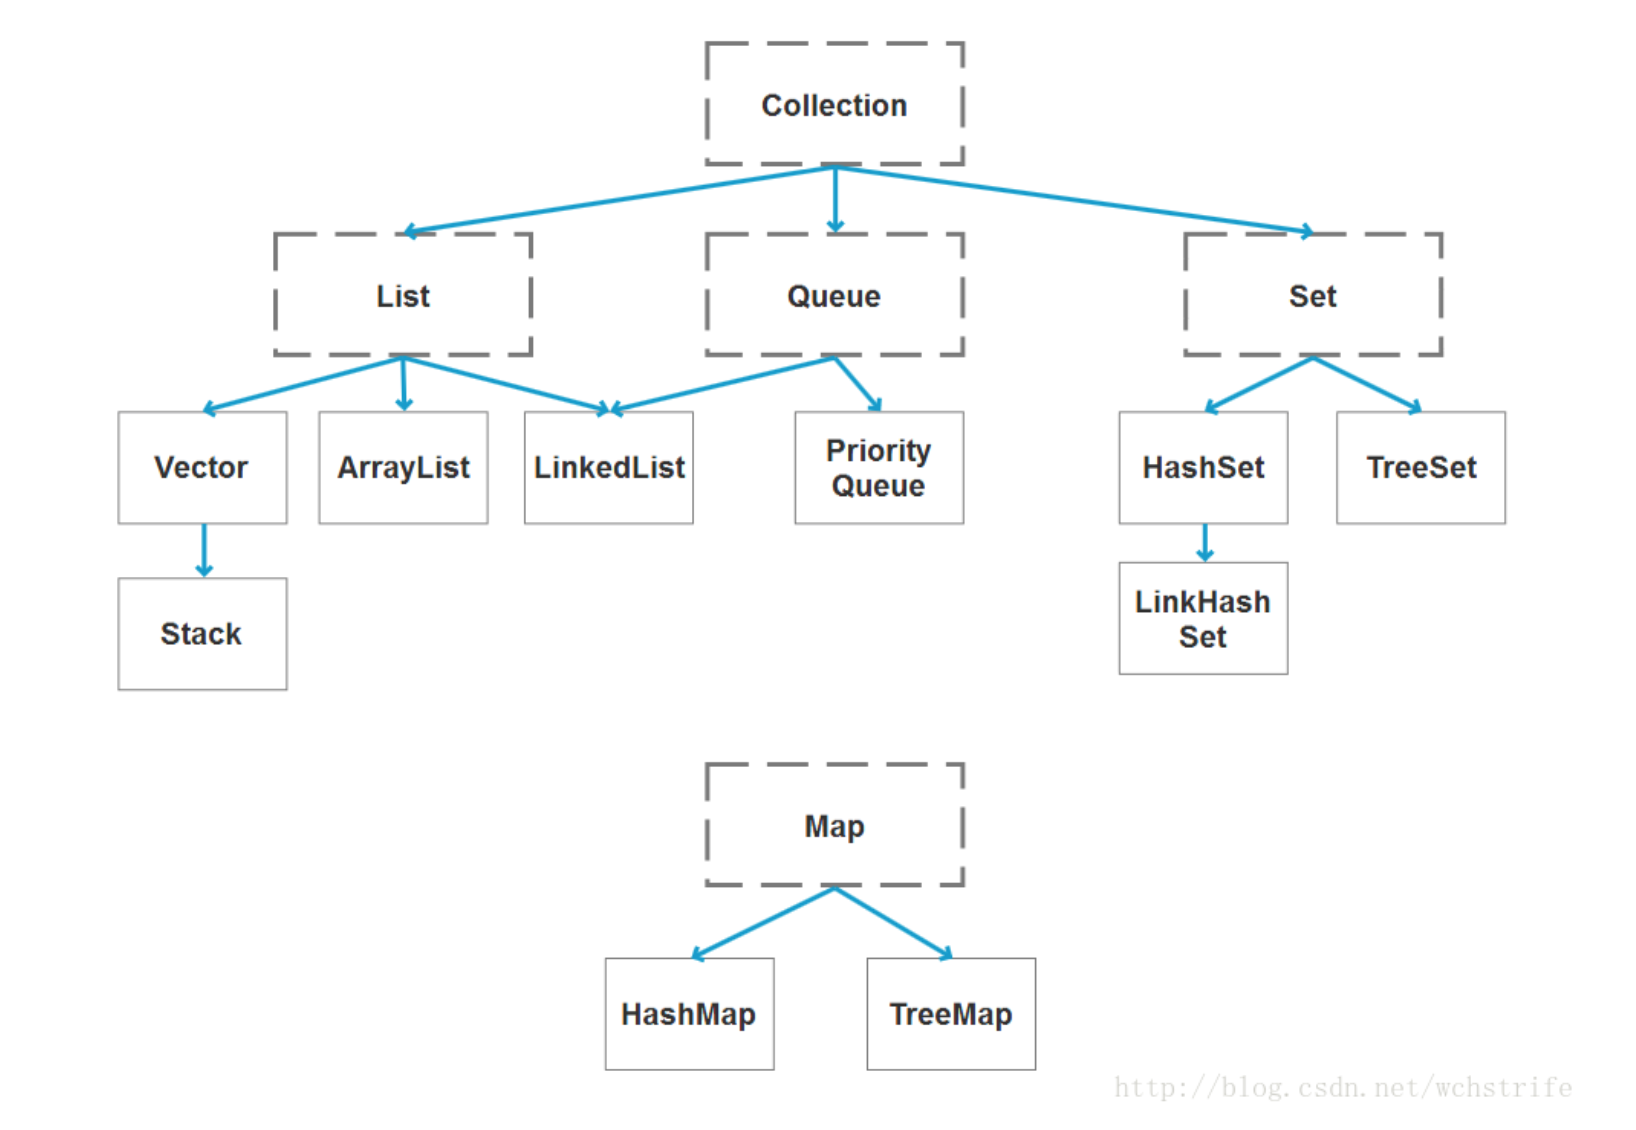 Collection
List
Queue
Set
Vector
ArrayList
LinkedList
Priority
Queue
HashSet
TreeSet
Stack
LinkHash
Set
Map
HashMap
TreeMap
http://blog.csdn.net/wchstrife